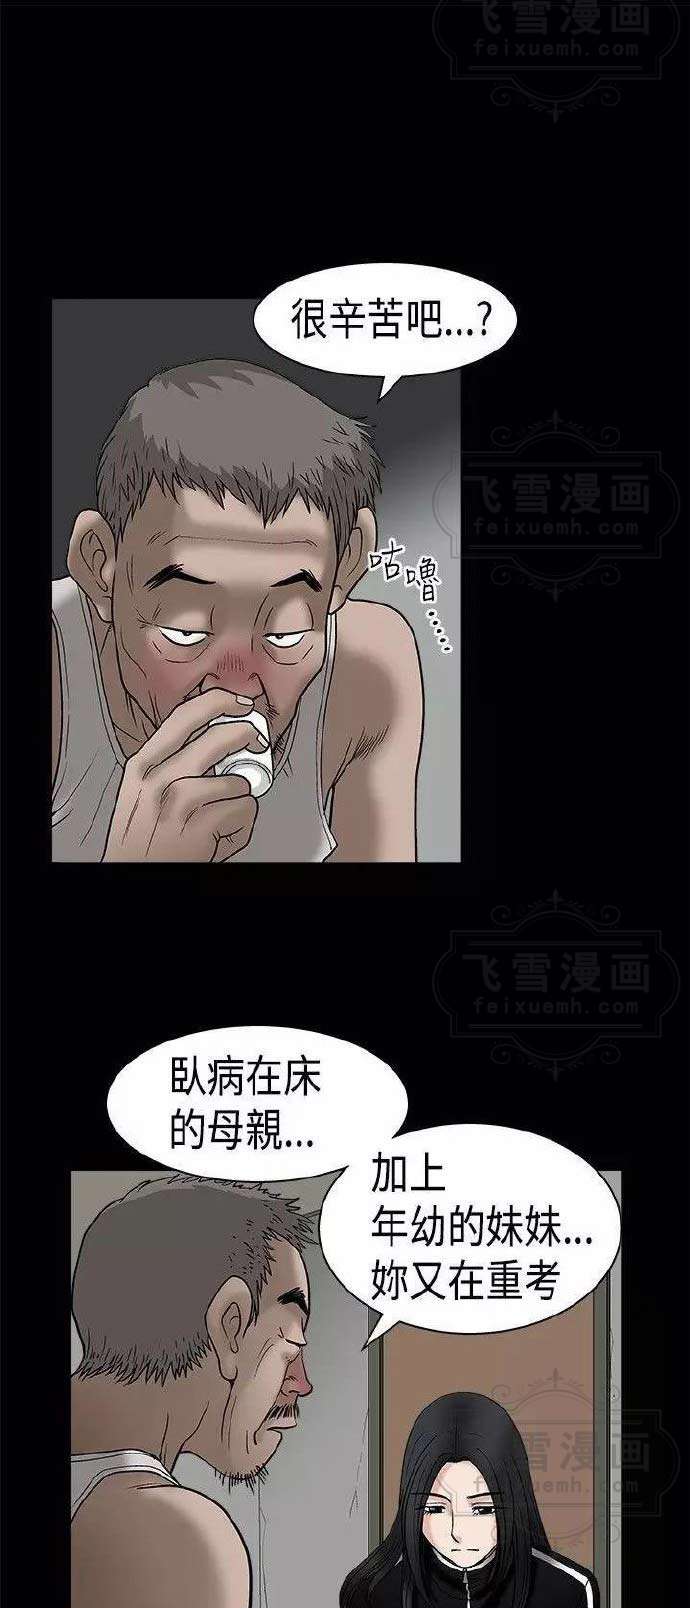 飞雪漫画
feixuemh.com
很辛苦吧...?
飞雪漫画
feixuemh.com
咕嚕……
飞雪漫画
feixuemh.com
臥病在床
的母親...
加上
年幼的妹妹...
妳又在重考
飞雪漫画
feixuemh.com